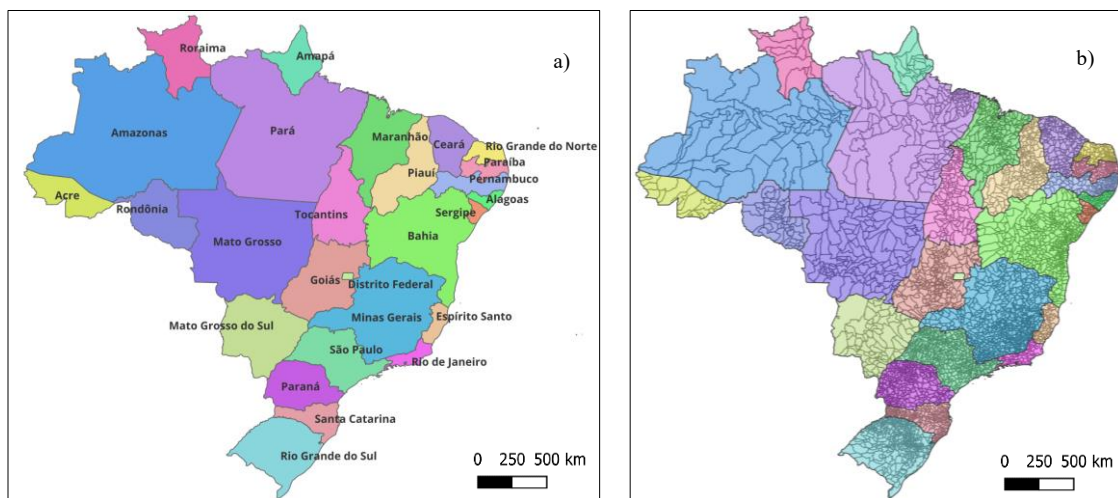 Roraima
Amapá
a)
Amazonas
Pará
Maranhão
Ceará
Rio Grande do Norte
Paraíba
Piauí
Pernambuco
Acre
Alagoas
Rondônia
Tocantins
Sergipe
Mato Grosso
Bahia
Goiás
Distrito Federal
Minas Gerais
Espírito Santo
Mato Grosso do Sul
São Paulo
Rio de Janeiro
Paraná
Santa Catarina
Rio Grande do Sul
0 250 500 km
b)
0 250 500 km